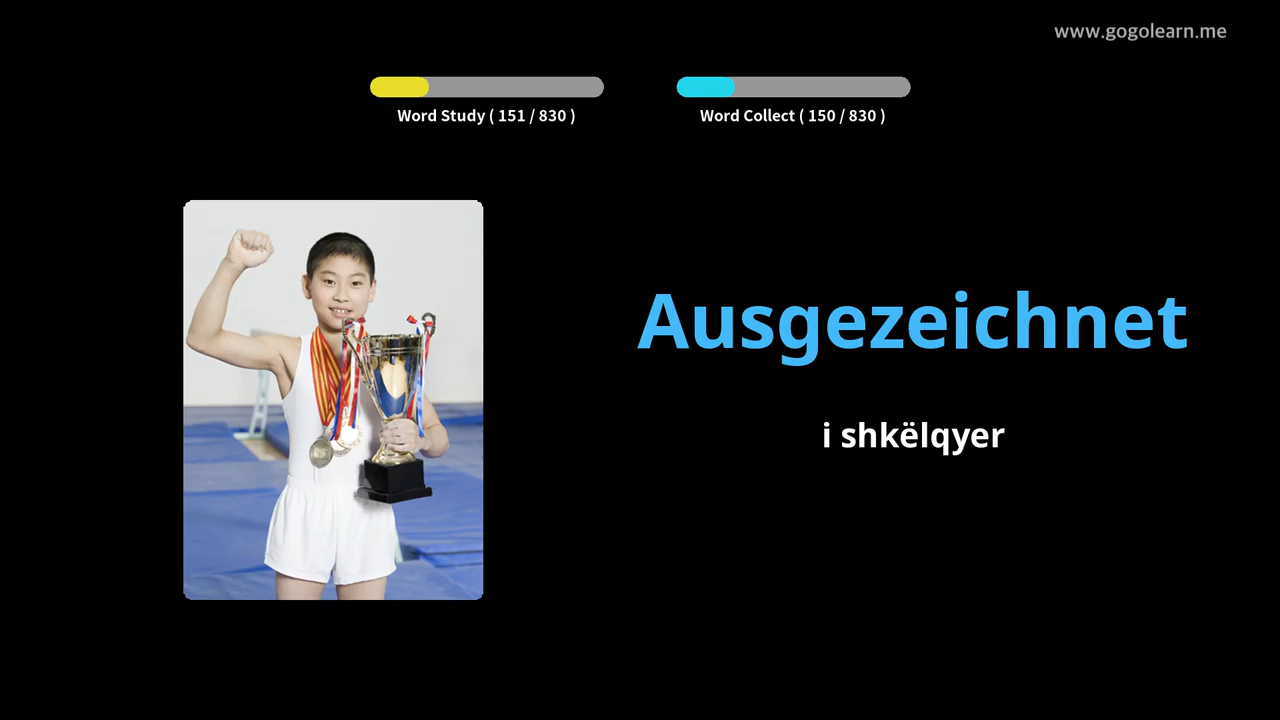 www.gogolearn.me
Word Study ( 151 / 830 )
Word Collect ( 150 / 830 )
Ausgezeichnet
i shkëlqyer